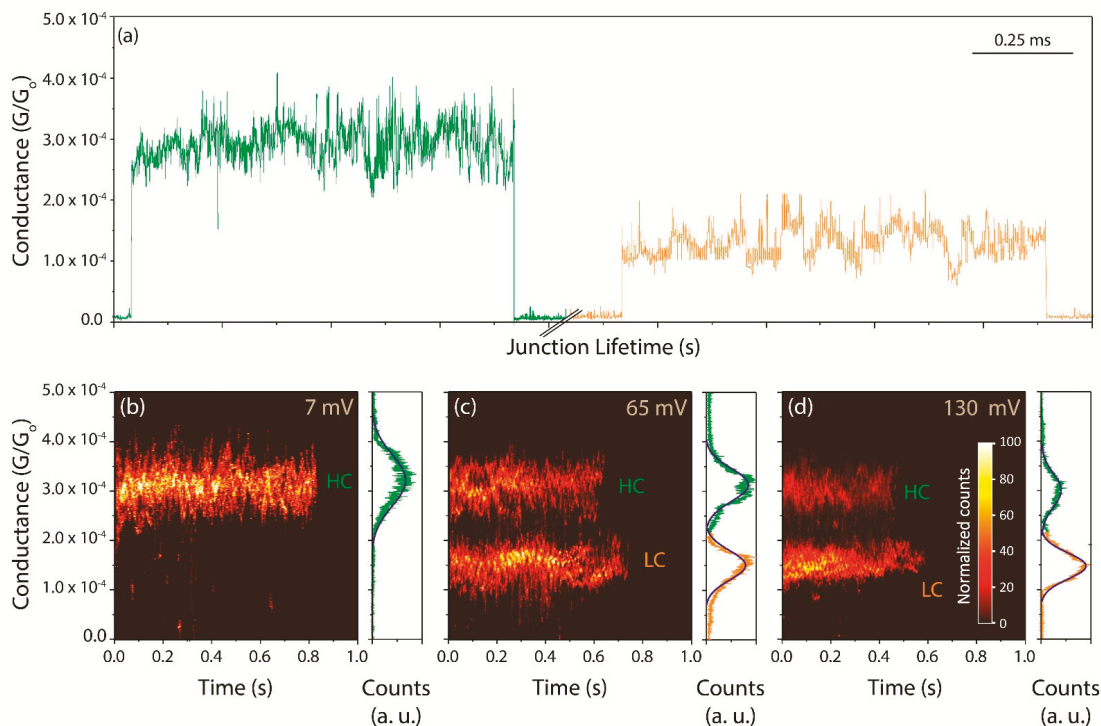 5.0 x 10⁻⁴
(a)
0.25 ms
4.0 x 10⁻⁴
3.0 x 10⁻⁴
2.0 x 10⁻⁴
1.0 x 10⁻⁴
0.0
Conductance (G/Gₒ)
Junction Lifetime (s)
5.0 x 10⁻⁴
4.0 x 10⁻⁴
3.0 x 10⁻⁴
2.0 x 10⁻⁴
1.0 x 10⁻⁴
0.0
Conductance (G/Gₒ)
(b) 7 mV
HC
0.0 0.2 0.4 0.6 0.8 1.0
Time (s)
Counts
(a. u.)
(c) 65 mV
HC
LC
0.0 0.2 0.4 0.6 0.8 1.0
Time (s)
Counts
(a. u.)
(d) 130 mV
HC
LC
Normalized counts
100
80
60
40
20
0
0.0 0.2 0.4 0.6 0.8 1.0
Time (s)
Counts
(a. u.)